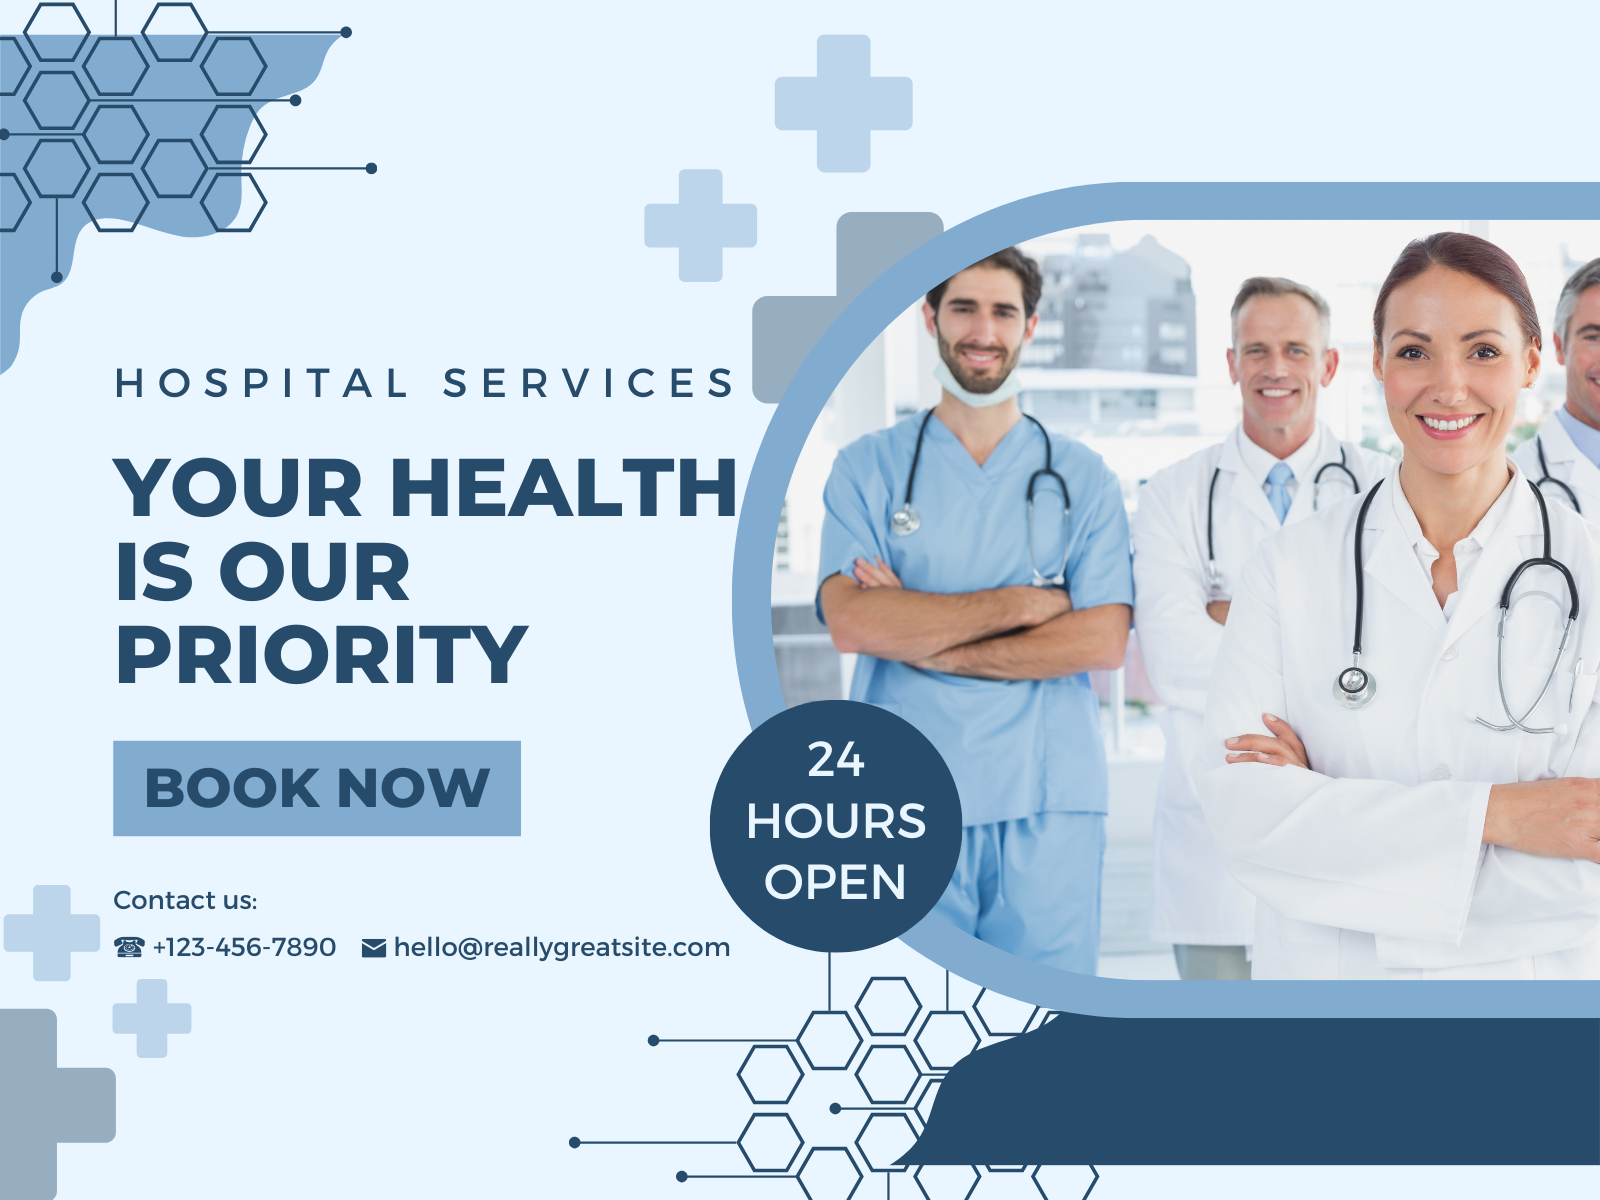 HOSPITAL SERVICES
YOUR HEALTH
IS OUR
PRIORITY
BOOK NOW
24
HOURS
OPEN
Contact us:
☎ +123-456-7890 ✉ hello@reallygreatsite.com